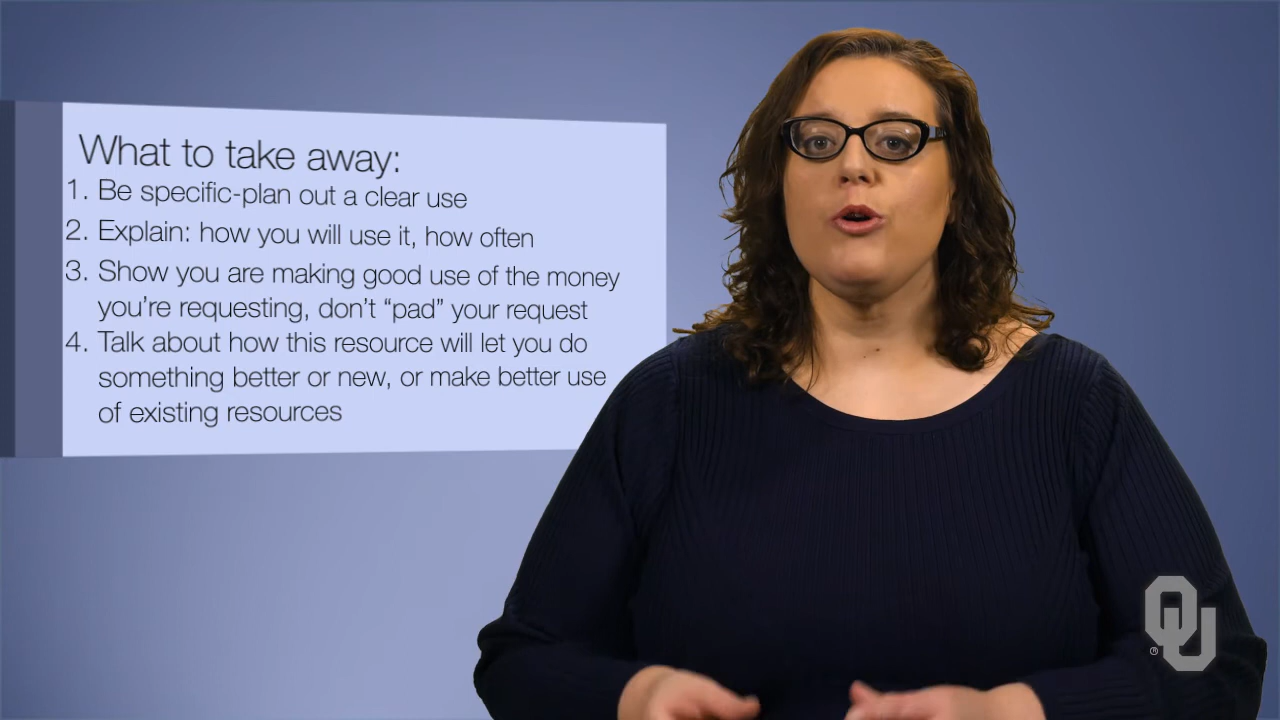 What to take away:
1. Be specific-plan out a clear use
2. Explain: how you will use it, how often
3. Show you are making good use of the money
you're requesting, don't “pad” your request
4. Talk about how this resource will let you do
something better or new, or make better use
of existing resources
OU
®